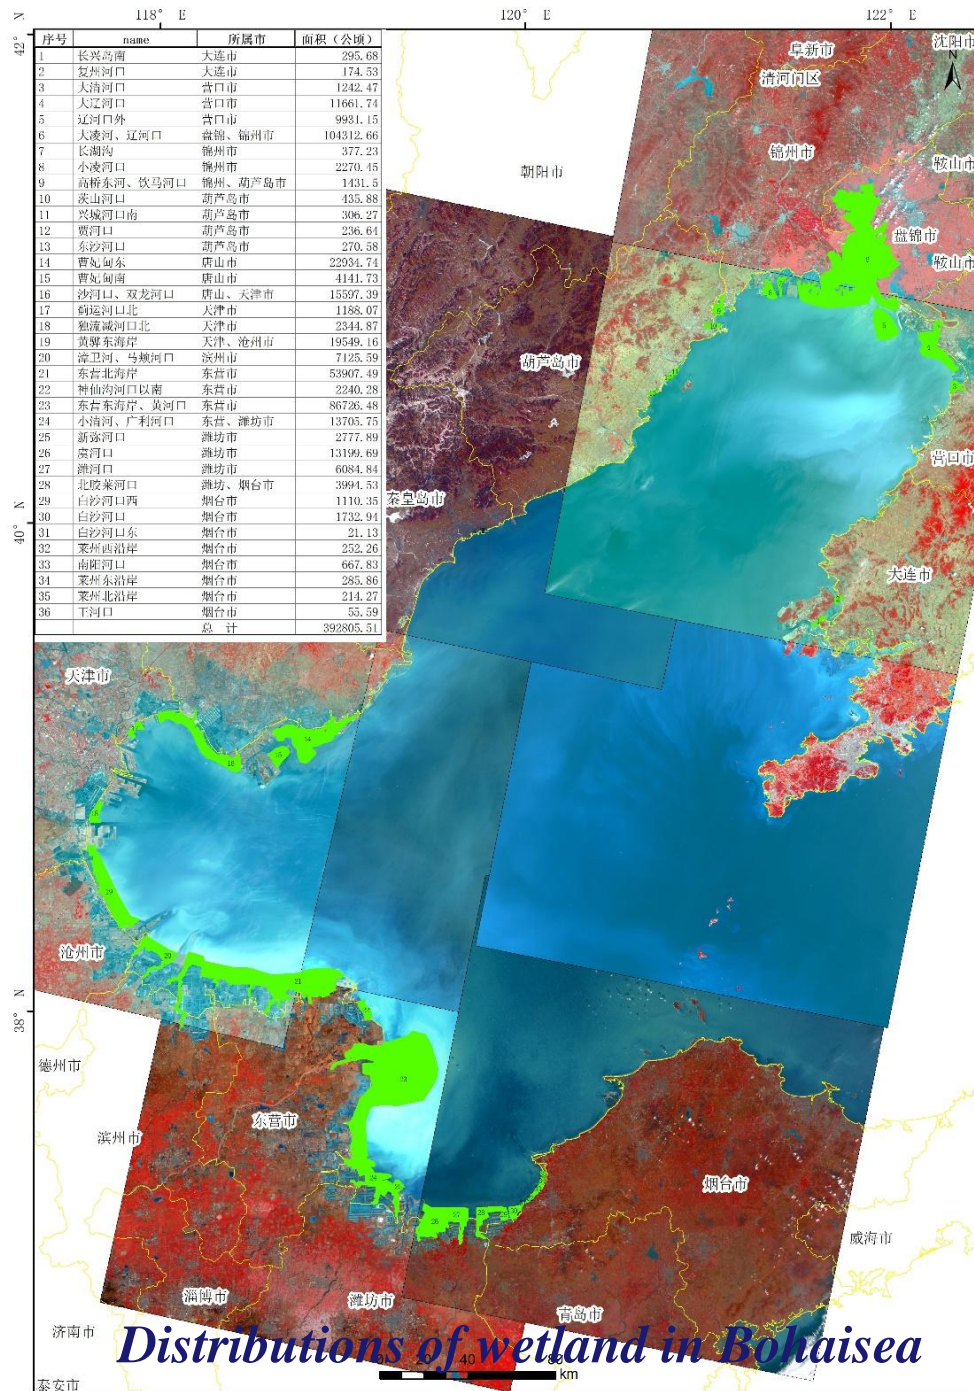 118° E 120° E 122° E
42° N
序号 name 所属市 面积（公顷）
1 长兴岛南 大连市 295.68
2 复州河口 大连市 174.53
3 大清河口 营口市 1242.47
4 大辽河口 营口市 11661.74
5 辽河口外 营口市 9931.15
6 大凌河、辽河口 盘锦、锦州市 104312.66
7 长湖沟 锦州市 377.23
8 小凌河口 锦州市 2270.45
9 高桥东河、饮马河口 锦州、葫芦岛市 1431.5
10 茨山河口 葫芦岛市 435.88
11 兴城河口南 葫芦岛市 306.27
12 贾河口 葫芦岛市 236.64
13 东沙河口 葫芦岛市 270.58
14 曹妃甸东 唐山市 22934.74
15 曹妃甸南 唐山市 4141.73
16 沙河口、双龙河口 唐山、天津市 15597.39
17 蓟运河口北 天津市 1188.07
18 独流减河口北 天津市 2344.87
19 黄骅东海岸 天津、沧州市 19549.16
20 漳卫河、马颊河口 滨州市 7125.59
21 东营北海岸 东营市 53907.49
22 神仙沟河口以南 东营市 2240.28
23 东营东海岸、黄河口 东营市 86726.48
24 小清河、广利河口 东营、潍坊市 13705.75
25 新弥河口 潍坊市 2777.89
26 虞河口 潍坊市 13199.69
27 潍河口 潍坊市 6084.84
28 北胶莱河口 潍坊、烟台市 3994.53
29 白沙河口西 烟台市 1110.35
30 白沙河口 烟台市 1732.94
31 白沙河口东 烟台市 21.13
32 莱州西沿岸 烟台市 252.26
33 南阳河口 烟台市 667.83
34 莱州东沿岸 烟台市 285.86
35 莱州北沿岸 烟台市 214.27
36 王河口 烟台市 55.59
总 计 392805.51
阜新市
沈阳市
N
清河门区
锦州市
鞍山市
朝阳市
盘锦市
鞍山市
葫芦岛市
营口市
秦皇岛市
40° N
大连市
天津市
14
15
16
19
沧州市
20
21
38° N
德州市
23
东营市
滨州市
24
烟台市
26 27 28 29 30
威海市
淄博市
潍坊市
青岛市
济南市
Distributions of wetland in Bohaisea
0 20 40 80
km
泰安市